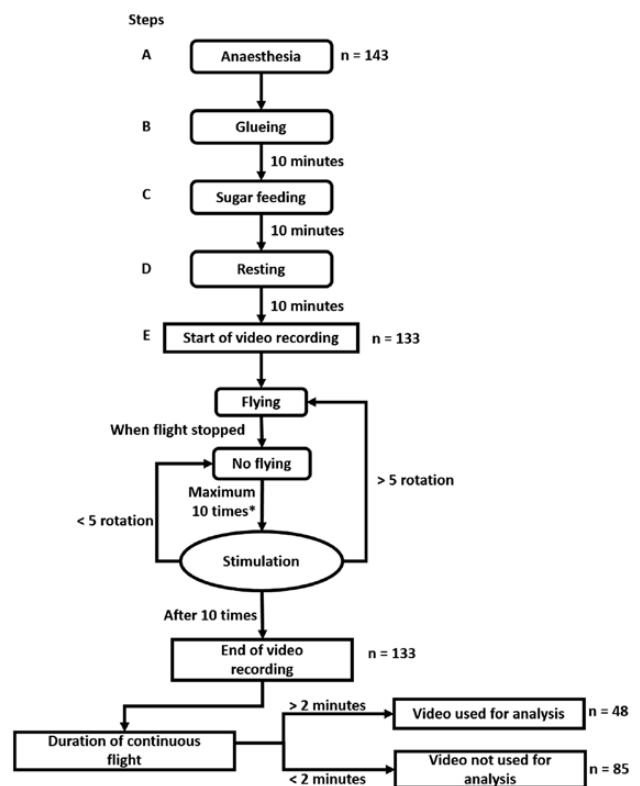 Steps
A
Anaesthesia
n = 143
B
Glueing
10 minutes
C
Sugar feeding
10 minutes
D
Resting
10 minutes
E
Start of video recording
n = 133
Flying
When flight stopped
No flying
> 5 rotation
Maximum
10 times*
< 5 rotation
Stimulation
After 10 times
End of video
recording
n = 133
> 2 minutes
Video used for analysis
n = 48
Duration of continuous
flight
< 2 minutes
Video not used for
analysis
n = 85